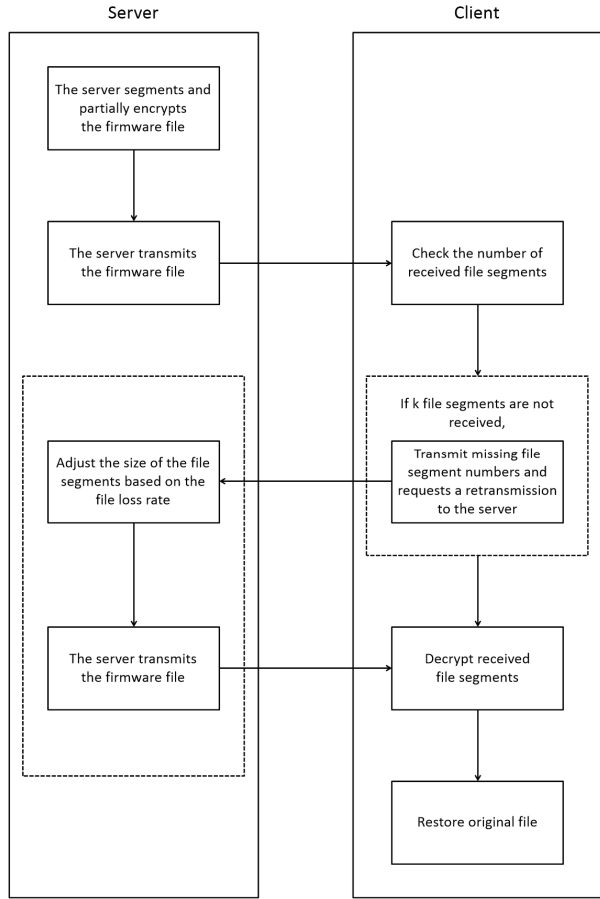 Server
Client
The server segments and
partially encrypts
the firmware file
The server transmits
the firmware file
Check the number of
received file segments
If k file segments are not
received,
Transmit missing file
segment numbers and
requests a retransmission
to the server
Adjust the size of the file
segments based on the
file loss rate
The server transmits
the firmware file
Decrypt received
file segments
Restore original file